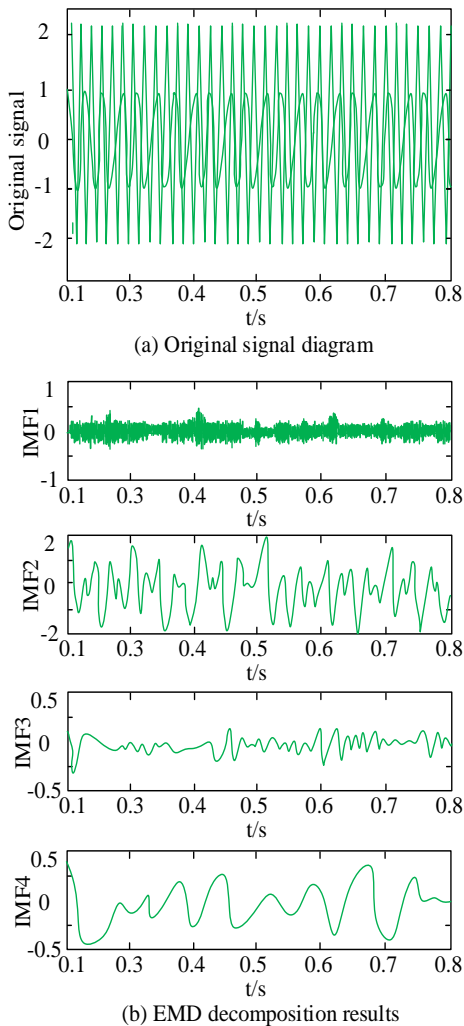 Original signal
2
1
0
-1
-2
0.1 0.3 0.4 0.5 0.6 0.7 0.8
t/s
(a) Original signal diagram
IMF1
1
0
-1
0.1 0.3 0.4 0.5 0.6 0.7 0.8
t/s
IMF2
2
0
-2
0.1 0.3 0.4 0.5 0.6 0.7 0.8
t/s
IMF3
0.5
0
-0.5
0.1 0.3 0.4 0.5 0.6 0.7 0.8
t/s
IMF4
0.5
0
-0.5
0.1 0.3 0.4 0.5 0.6 0.7 0.8
t/s
(b) EMD decomposition results